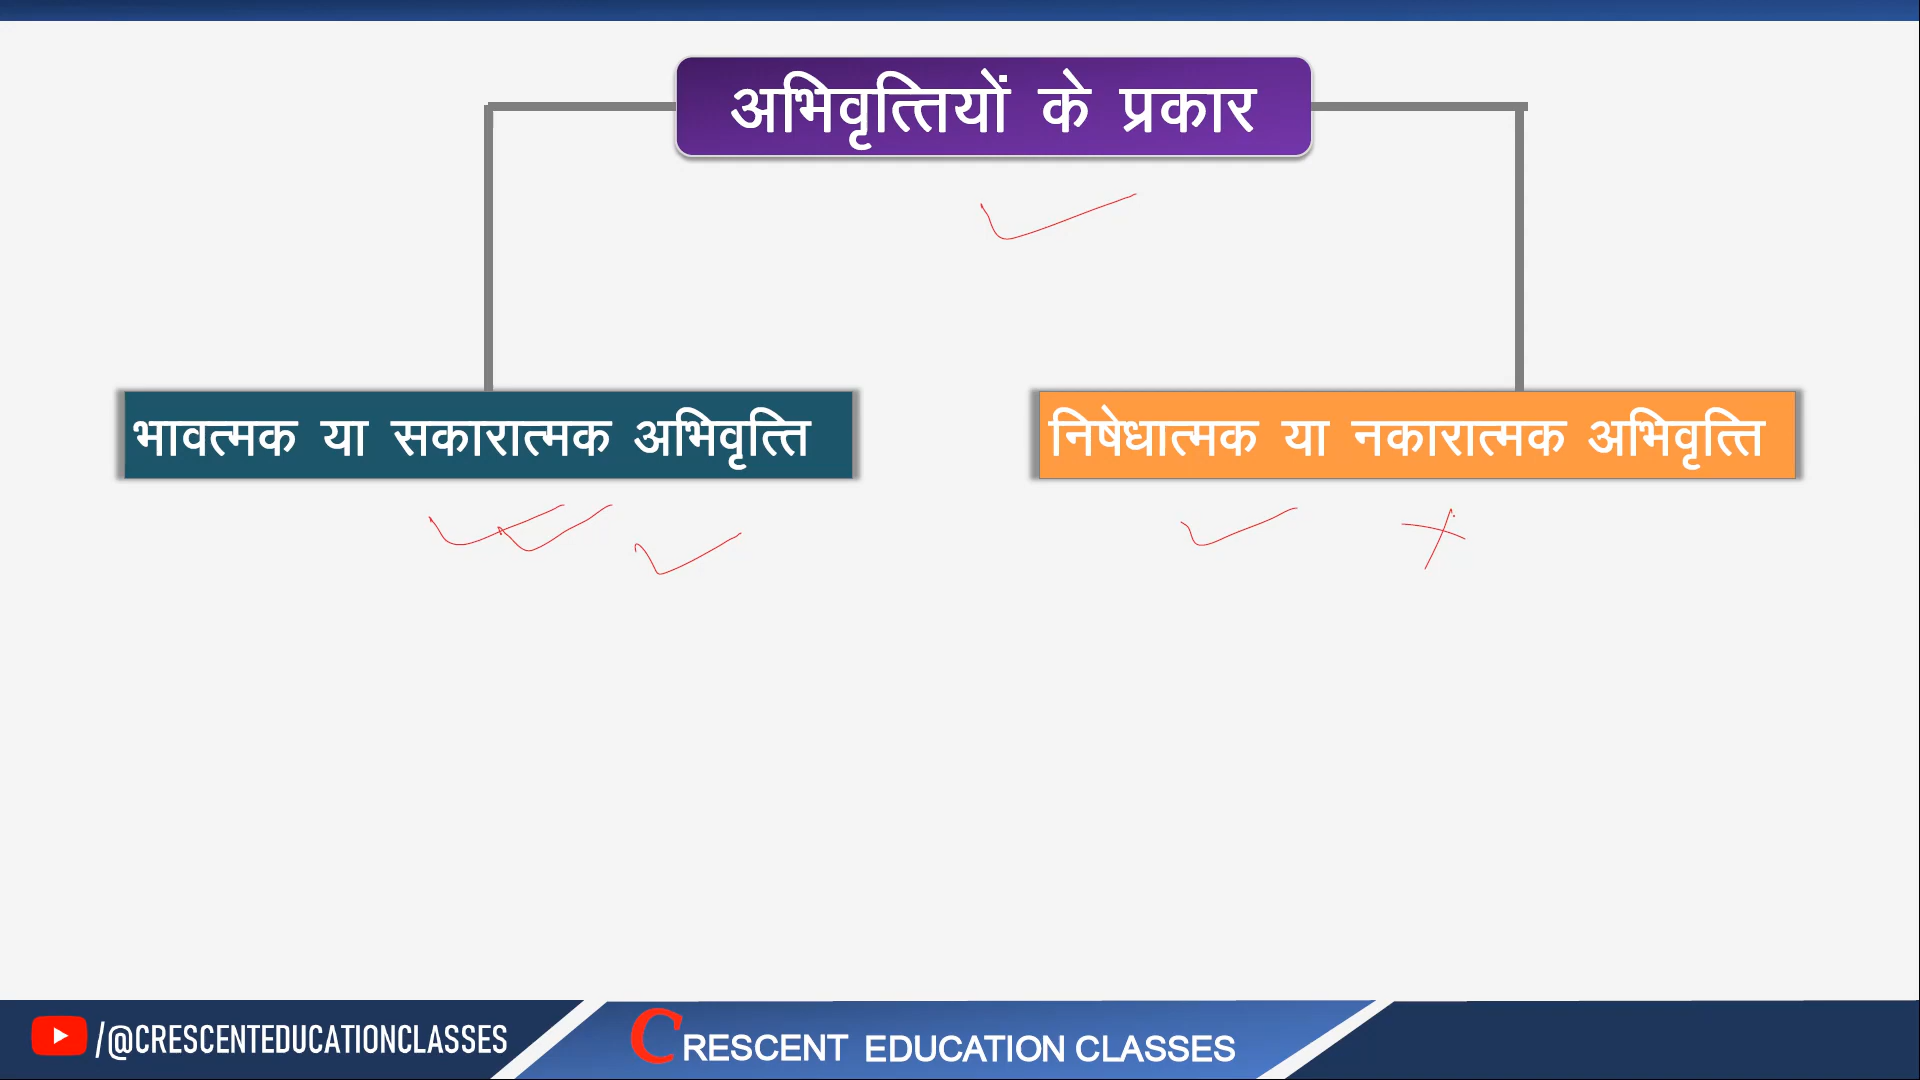 अभिवृत्तियों के प्रकार
भावत्मक या सकारात्मक अभिवृत्ति
निषेधात्मक या नकारात्मक अभिवृत्ति
/@CRESCENTEDUCATIONCLASSES
CRESCENT EDUCATION CLASSES